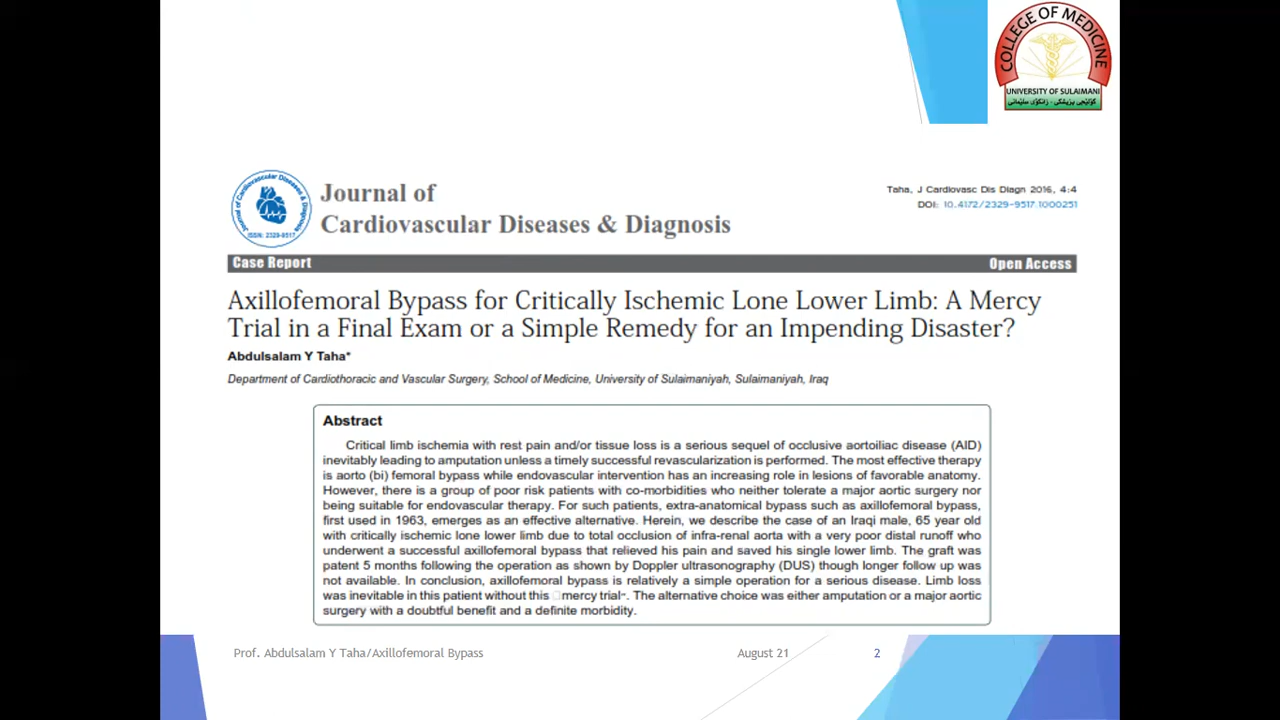 COLLEGE OF MEDICINE
UNIVERSITY OF SULAIMANI
كۆلێجی پزیشکی - زانکۆی سلێمانی
Journal of Cardiovascular Diseases & Diagnosis
ISSN: 2329-9517
Journal of
Cardiovascular Diseases & Diagnosis
Taha, J Cardiovasc Dis Diagn 2016, 4:4
DOI: 10.4172/2329-9517.1000251
Case Report
Open Access
Axillofemoral Bypass for Critically Ischemic Lone Lower Limb: A Mercy
Trial in a Final Exam or a Simple Remedy for an Impending Disaster?
Abdulsalam Y Taha*
Department of Cardiothoracic and Vascular Surgery, School of Medicine, University of Sulaimaniyah, Sulaimaniyah, Iraq
Abstract
Critical limb ischemia with rest pain and/or tissue loss is a serious sequel of occlusive aortoiliac disease (AID)
inevitably leading to amputation unless a timely successful revascularization is performed. The most effective therapy
is aorto (bi) femoral bypass while endovascular intervention has an increasing role in lesions of favorable anatomy.
However, there is a group of poor risk patients with co-morbidities who neither tolerate a major aortic surgery nor
being suitable for endovascular therapy. For such patients, extra-anatomical bypass such as axillofemoral bypass,
first used in 1963, emerges as an effective alternative. Herein, we describe the case of an Iraqi male, 65 year old
with critically ischemic lone lower limb due to total occlusion of infra-renal aorta with a very poor distal runoff who
underwent a successful axillofemoral bypass that relieved his pain and saved his single lower limb. The graft was
patent 5 months following the operation as shown by Doppler ultrasonography (DUS) though longer follow up was
not available. In conclusion, axillofemoral bypass is relatively a simple operation for a serious disease. Limb loss
was inevitable in this patient without this mercy trial”. The alternative choice was either amputation or a major aortic
surgery with a doubtful benefit and a definite morbidity.
Prof. Abdulsalam Y Taha/Axillofemoral Bypass
August 21
2